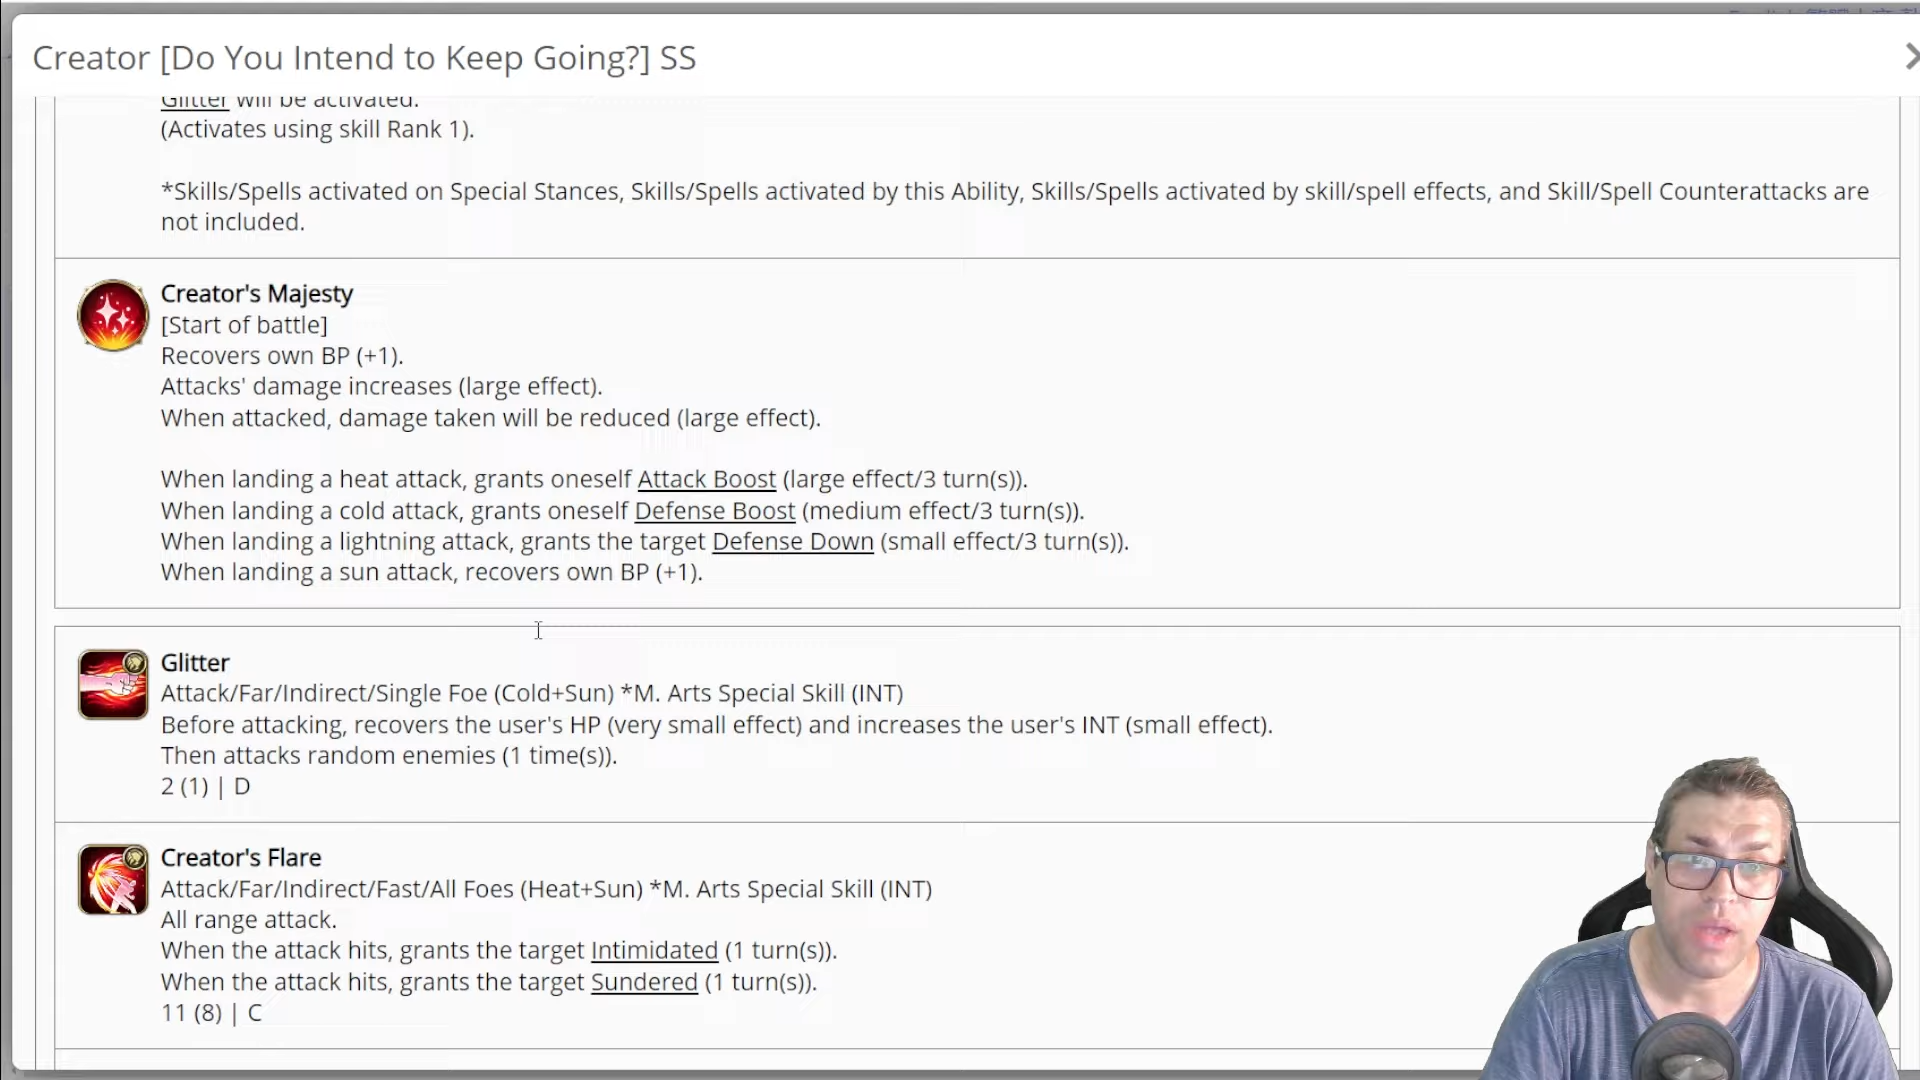 Creator [Do You Intend to Keep Going?] SS
Glitter will be activated.
(Activates using skill Rank 1).
*Skills/Spells activated on Special Stances, Skills/Spells activated by this Ability, Skills/Spells activated by skill/spell effects, and Skill/Spell Counterattacks are
not included.
Creator's Majesty
[Start of battle]
Recovers own BP (+1).
Attacks' damage increases (large effect).
When attacked, damage taken will be reduced (large effect).
When landing a heat attack, grants oneself Attack Boost (large effect/3 turn(s)).
When landing a cold attack, grants oneself Defense Boost (medium effect/3 turn(s)).
When landing a lightning attack, grants the target Defense Down (small effect/3 turn(s)).
When landing a sun attack, recovers own BP (+1).
Glitter
Attack/Far/Indirect/Single Foe (Cold+Sun) *M. Arts Special Skill (INT)
Before attacking, recovers the user's HP (very small effect) and increases the user's INT (small effect).
Then attacks random enemies (1 time(s)).
2 (1) | D
Creator's Flare
Attack/Far/Indirect/Fast/All Foes (Heat+Sun) *M. Arts Special Skill (INT)
All range attack.
When the attack hits, grants the target Intimidated (1 turn(s)).
When the attack hits, grants the target Sundered (1 turn(s)).
11 (8) | C